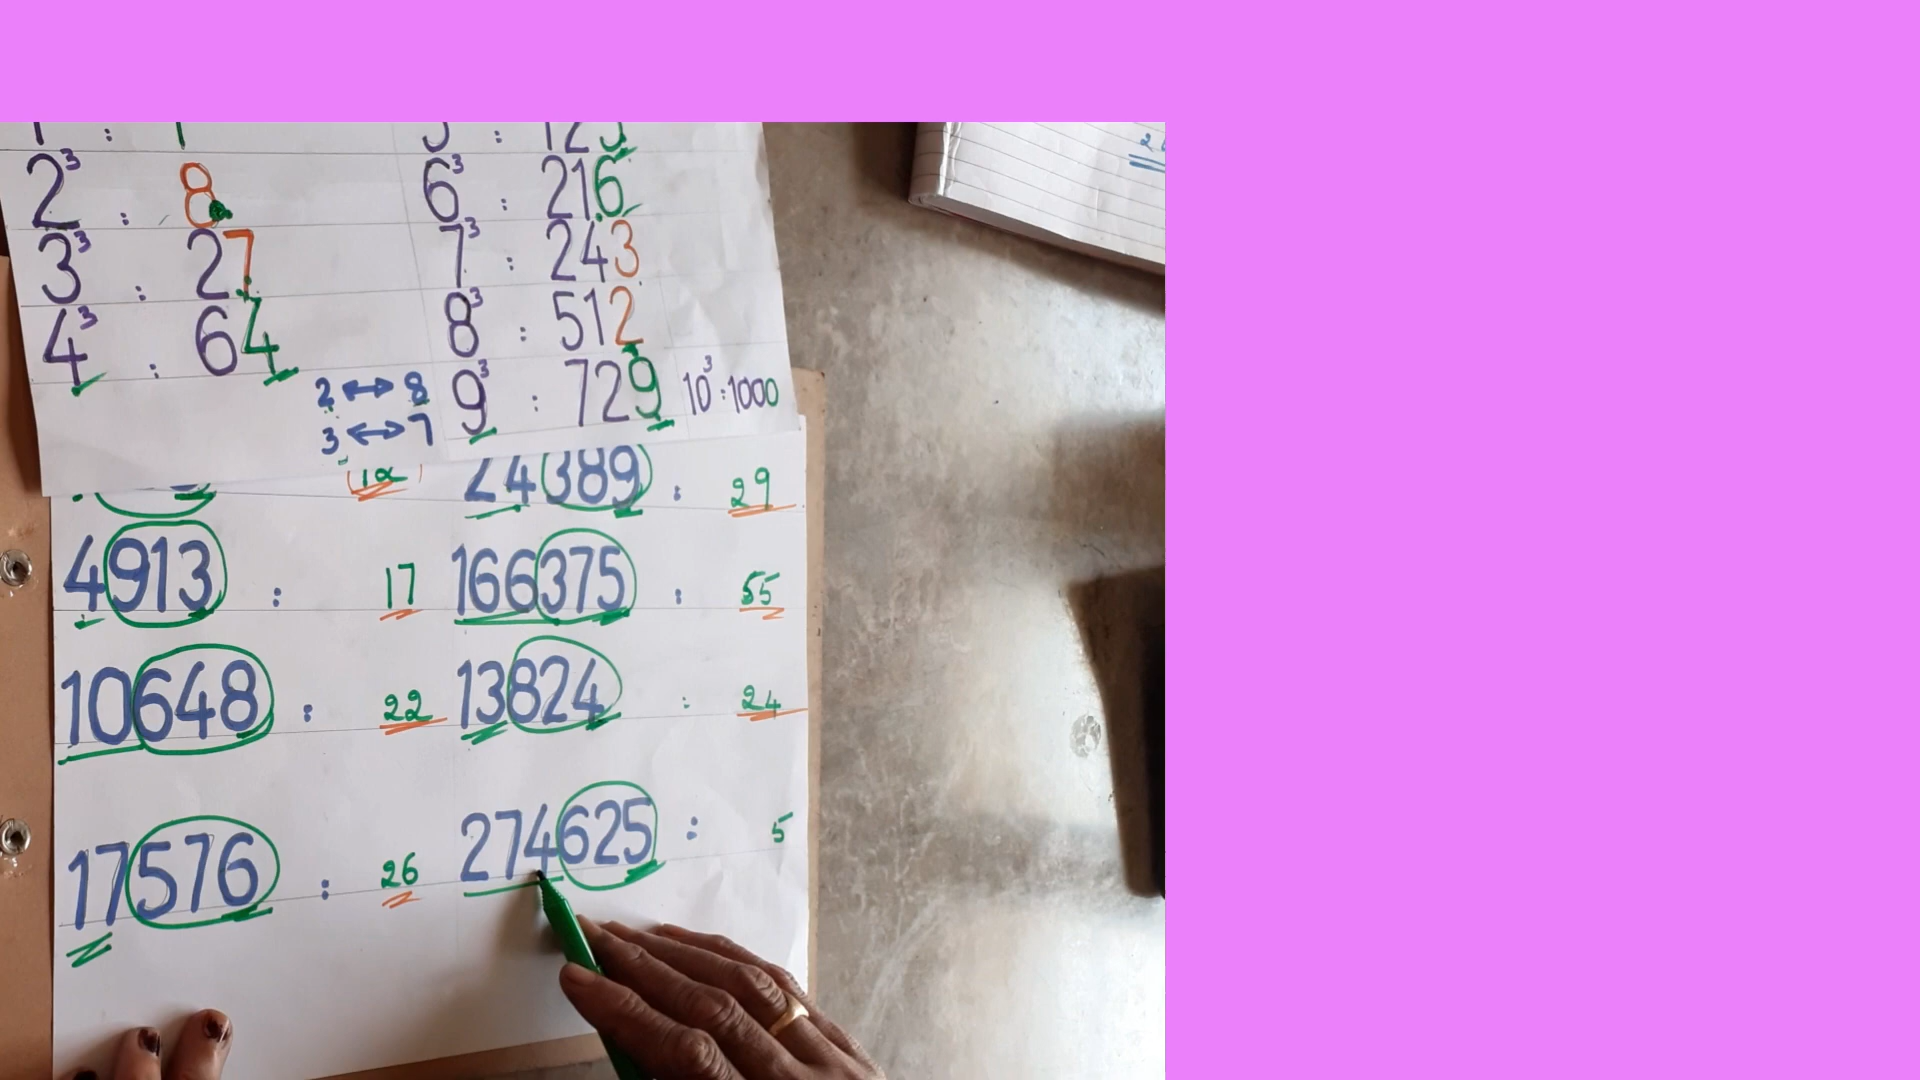 2³ : 8
3³ : 27
4³ : 64
6³ : 216
7³ : 243
8³ : 512
9³ : 729 10³ : 1000
2 ↔ 8
3 ↔ 7
24389 : 29
4913 : 17
166375 : 55
10648 : 22
13824 : 24
17576 : 26
274625 : 5